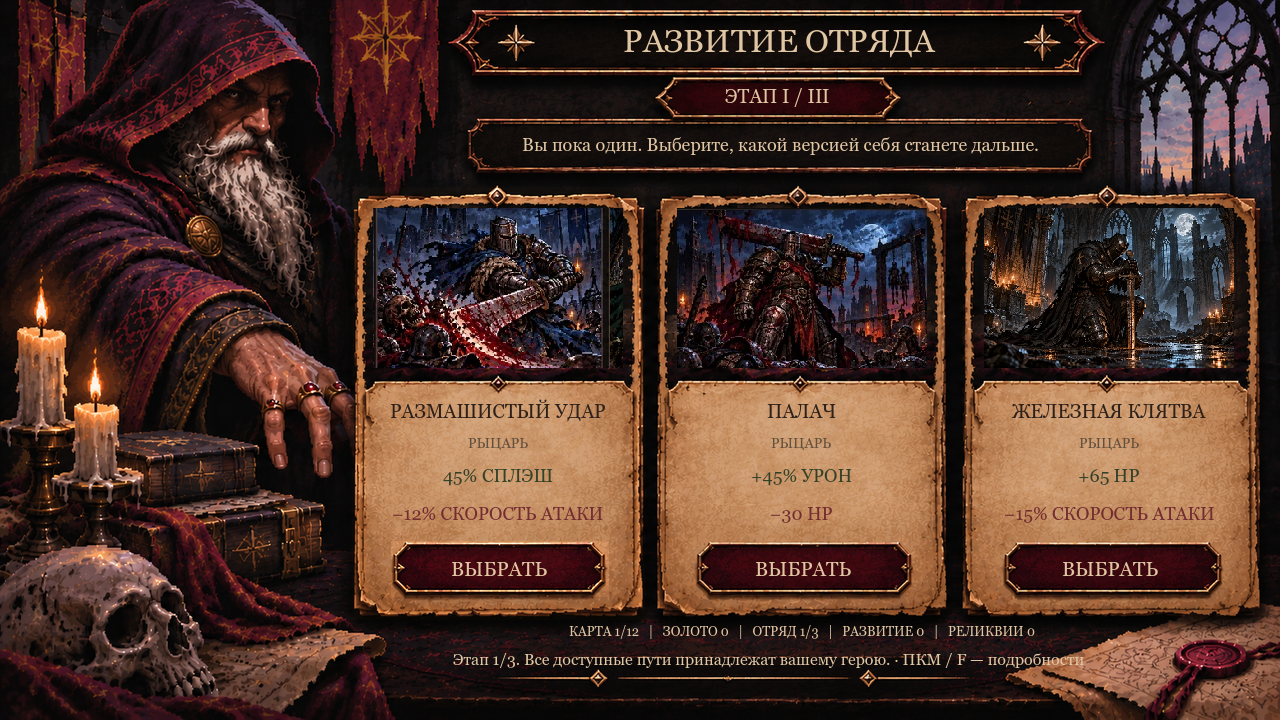 РАЗВИТИЕ ОТРЯДА
ЭТАП I / III
Вы пока один. Выберите, какой версией себя станете дальше.
РАЗМАШИСТЫЙ УДАР
РЫЦАРЬ
45% СПЛЭШ
−12% СКОРОСТЬ АТАКИ
ВЫБРАТЬ
ПАЛАЧ
РЫЦАРЬ
+45% УРОН
−30 HP
ВЫБРАТЬ
ЖЕЛЕЗНАЯ КЛЯТВА
РЫЦАРЬ
+65 HP
−15% СКОРОСТЬ АТАКИ
ВЫБРАТЬ
КАРТА 1/12 | ЗОЛОТО 0 | ОТРЯД 1/3 | РАЗВИТИЕ 0 | РЕЛИКВИИ 0
Этап 1/3. Все доступные пути принадлежат вашему герою. · ПКМ / F — подробности